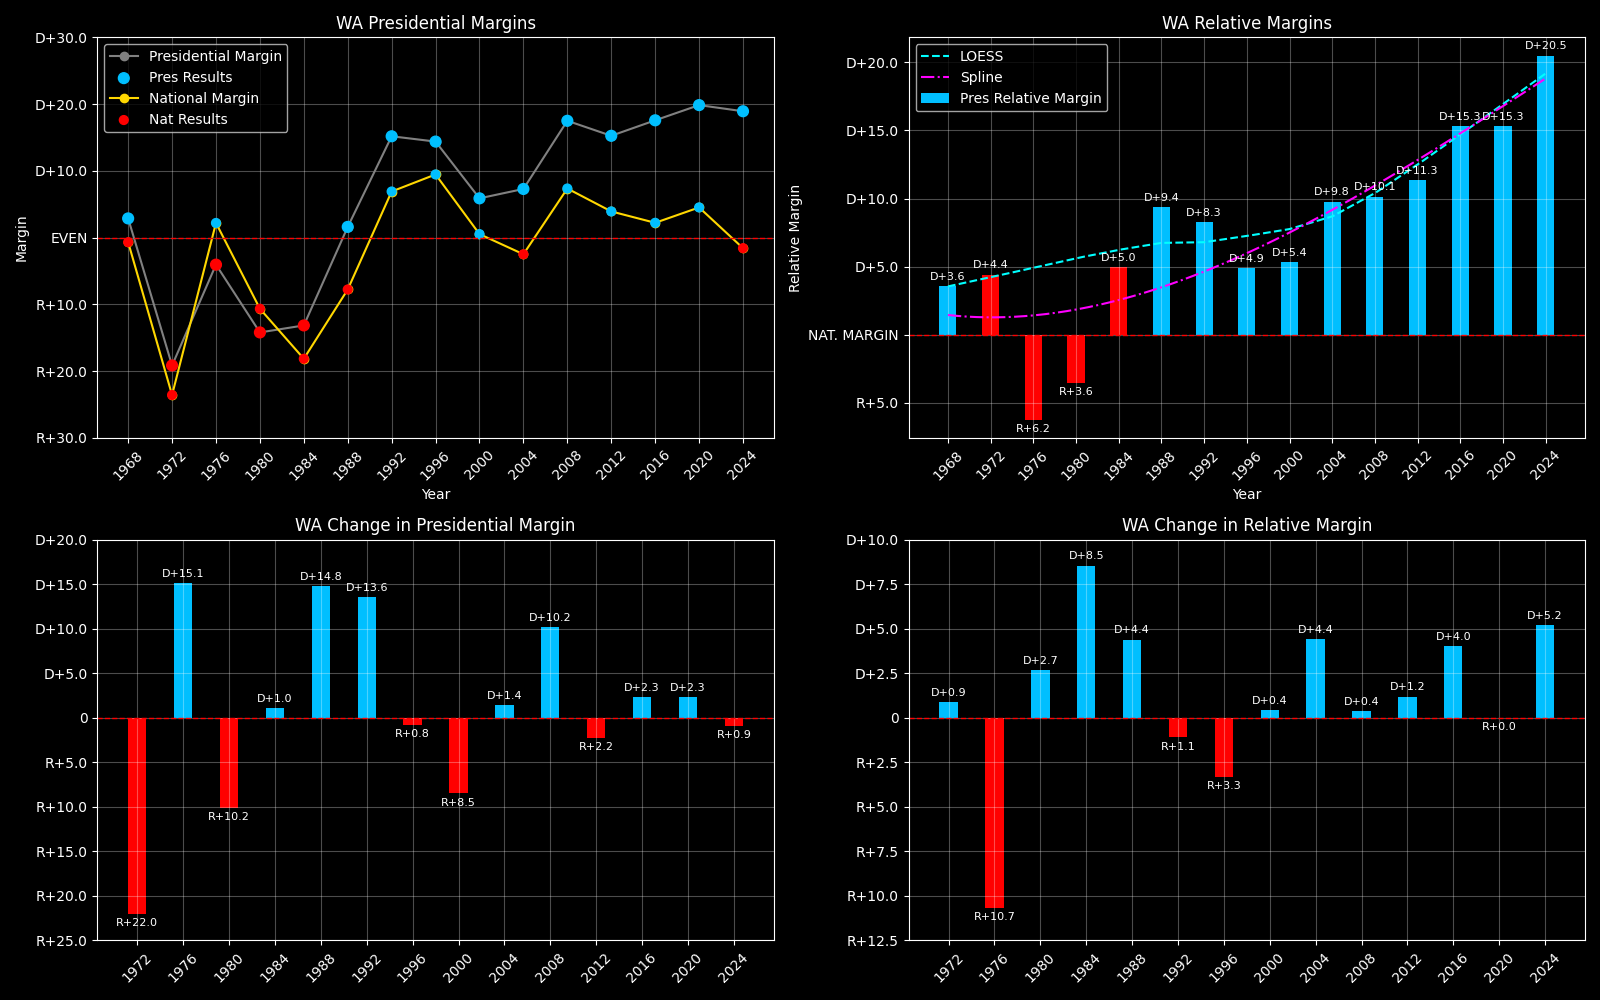 WA Presidential Margins
D+30.0
D+20.0
D+10.0
EVEN
R+10.0
R+20.0
R+30.0
Margin
Presidential Margin
Pres Results
National Margin
Nat Results
1968 1972 1976 1980 1984 1988 1992 1996 2000 2004 2008 2012 2016 2020 2024
Year
WA Relative Margins
D+20.0
D+15.0
D+10.0
D+5.0
NAT. MARGIN
R+5.0
Relative Margin
LOESS
Spline
Pres Relative Margin
D+3.6 D+4.4 R+6.2 R+3.6 D+5.0 D+9.4 D+8.3 D+4.9 D+5.4 D+9.8 D+10.1 D+11.3 D+15.3 D+15.3 D+20.5
1968 1972 1976 1980 1984 1988 1992 1996 2000 2004 2008 2012 2016 2020 2024
Year
WA Change in Presidential Margin
D+20.0
D+15.0
D+10.0
D+5.0
0
R+5.0
R+10.0
R+15.0
R+20.0
R+25.0
R+22.0 D+15.1 R+10.2 D+1.0 D+14.8 D+13.6 R+0.8 R+8.5 D+1.4 D+10.2 R+2.2 D+2.3 D+2.3 R+0.9
1972 1976 1980 1984 1988 1992 1996 2000 2004 2008 2012 2016 2020 2024
WA Change in Relative Margin
D+10.0
D+7.5
D+5.0
D+2.5
0
R+2.5
R+5.0
R+7.5
R+10.0
R+12.5
D+0.9 R+10.7 D+2.7 D+8.5 D+4.4 R+1.1 R+3.3 D+0.4 D+4.4 D+0.4 D+1.2 D+4.0 R+0.0 D+5.2
1972 1976 1980 1984 1988 1992 1996 2000 2004 2008 2012 2016 2020 2024